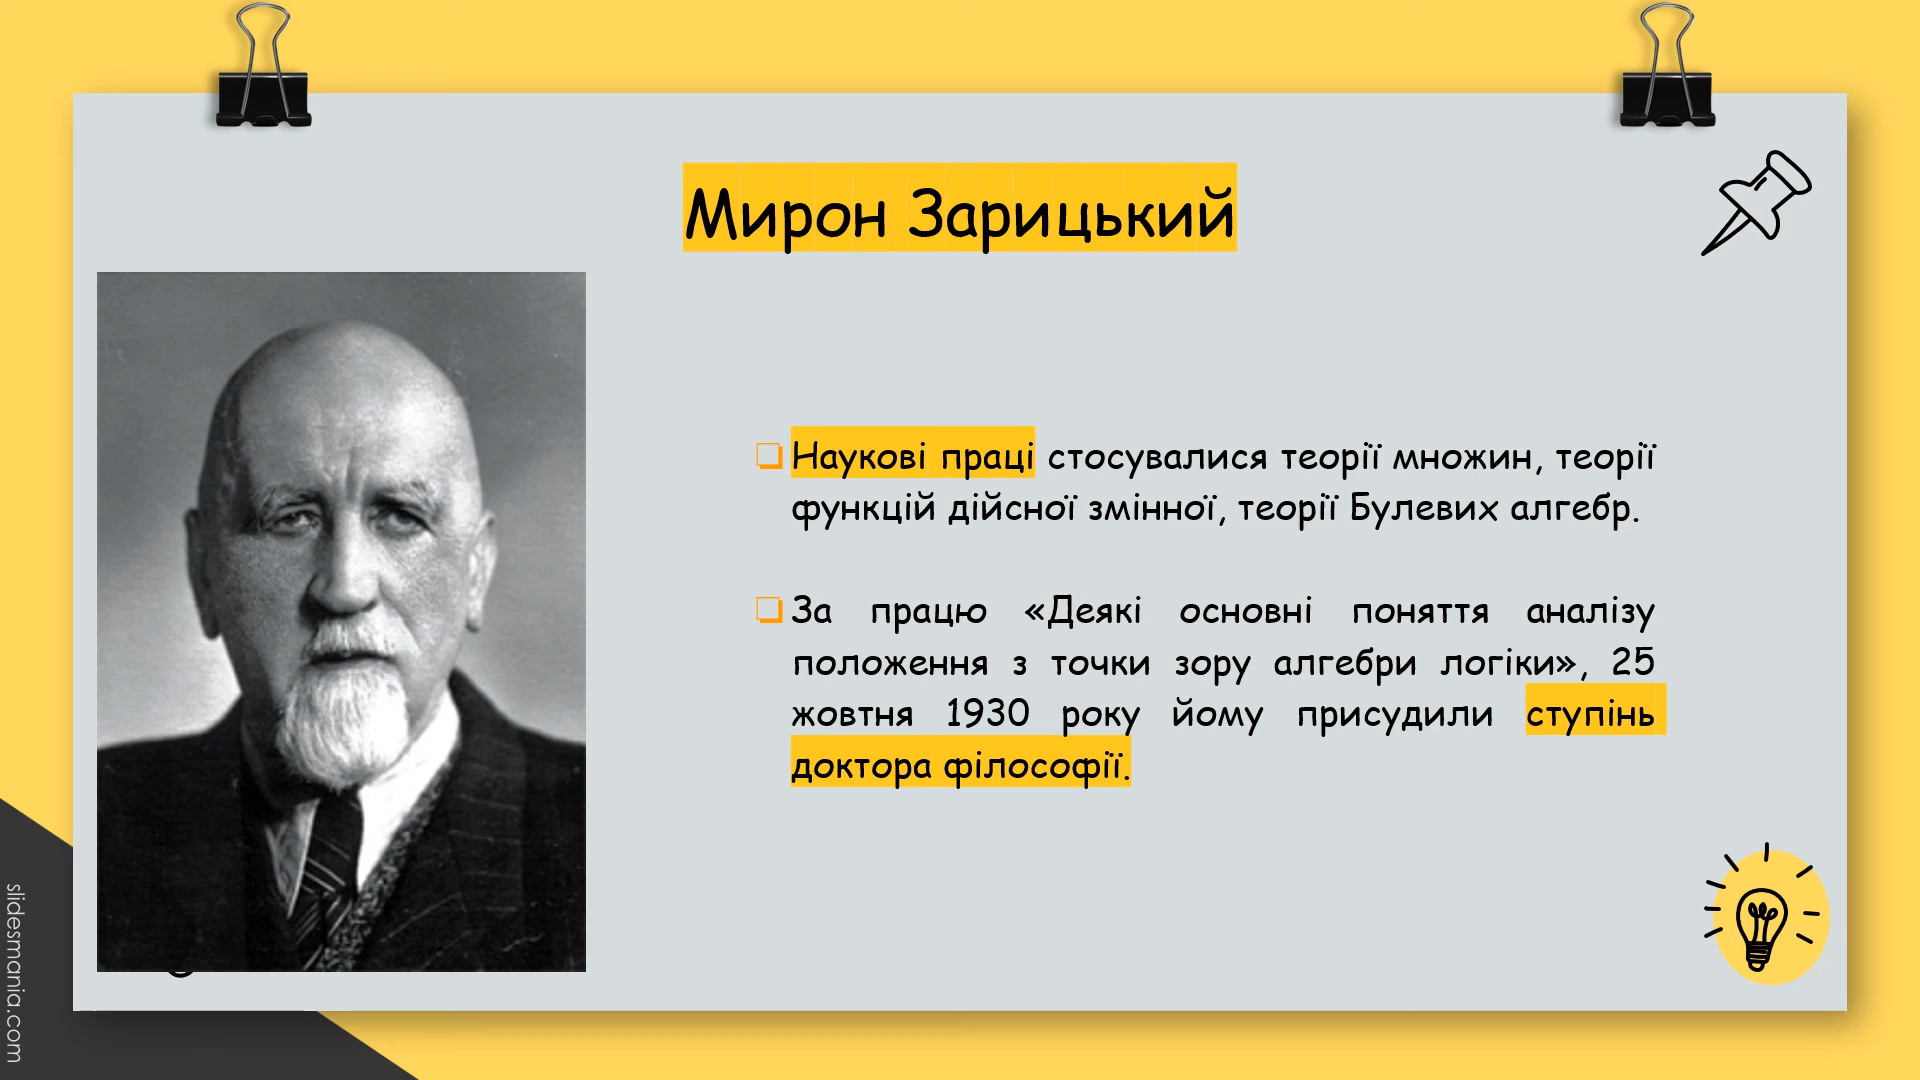 Мирон Зарицький
Наукові праці стосувалися теорії множин, теорії
функцій дійсної змінної, теорії Булевих алгебр.
За працю «Деякі основні поняття аналізу
положення з точки зору алгебри логіки», 25
жовтня 1930 року йому присудили ступінь
доктора філософії.
slidesmania.com